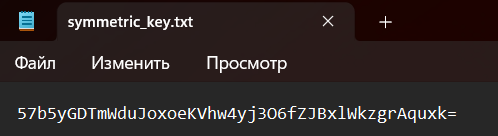 symmetric_key.txt
Файл Изменить Просмотр
57b5yGDTmWduJoxoeKVhw4yj3O6fZJBxlWkzgrAquxk=